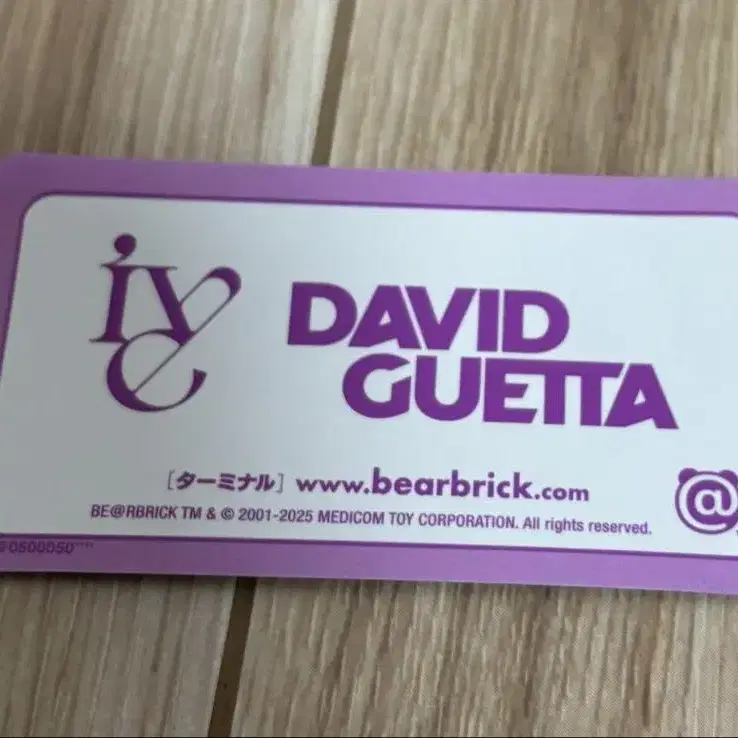 ive
DAVID
GUETTA
[ターミナル] www.bearbrick.com
BE@RBRICK TM & © 2001-2025 MEDICOM TOY CORPORATION. All rights reserved.
@
0500050